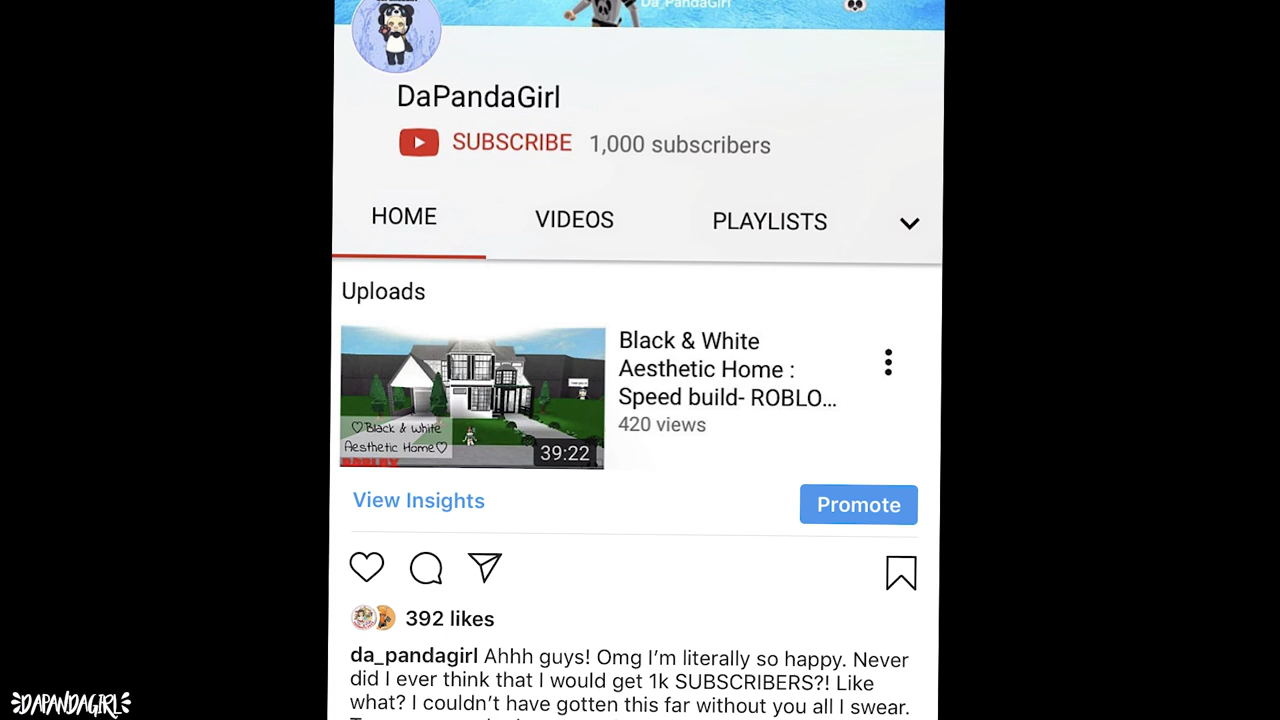 Da_PandaGirl
DaPandaGirl
SUBSCRIBE 1,000 subscribers
HOME VIDEOS PLAYLISTS
Uploads
Black & White
Aesthetic Home :
Speed build- ROBLO...
420 views
♡Black & White
Aesthetic Home♡
39:22
View Insights
Promote
392 likes
da_pandagirl Ahhh guys! Omg I'm literally so happy. Never
did I ever think that I would get 1k SUBSCRIBERS?! Like
what? I couldn't have gotten this far without you all I swear.
DAPANDAGIRL